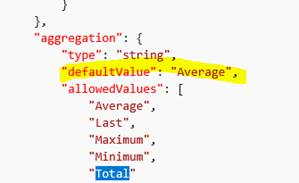 }
},
"aggregation": {
"type": "string",
"defaultValue": "Average",
"allowedValues": [
"Average",
"Last",
"Maximum",
"Minimum",
"Total"